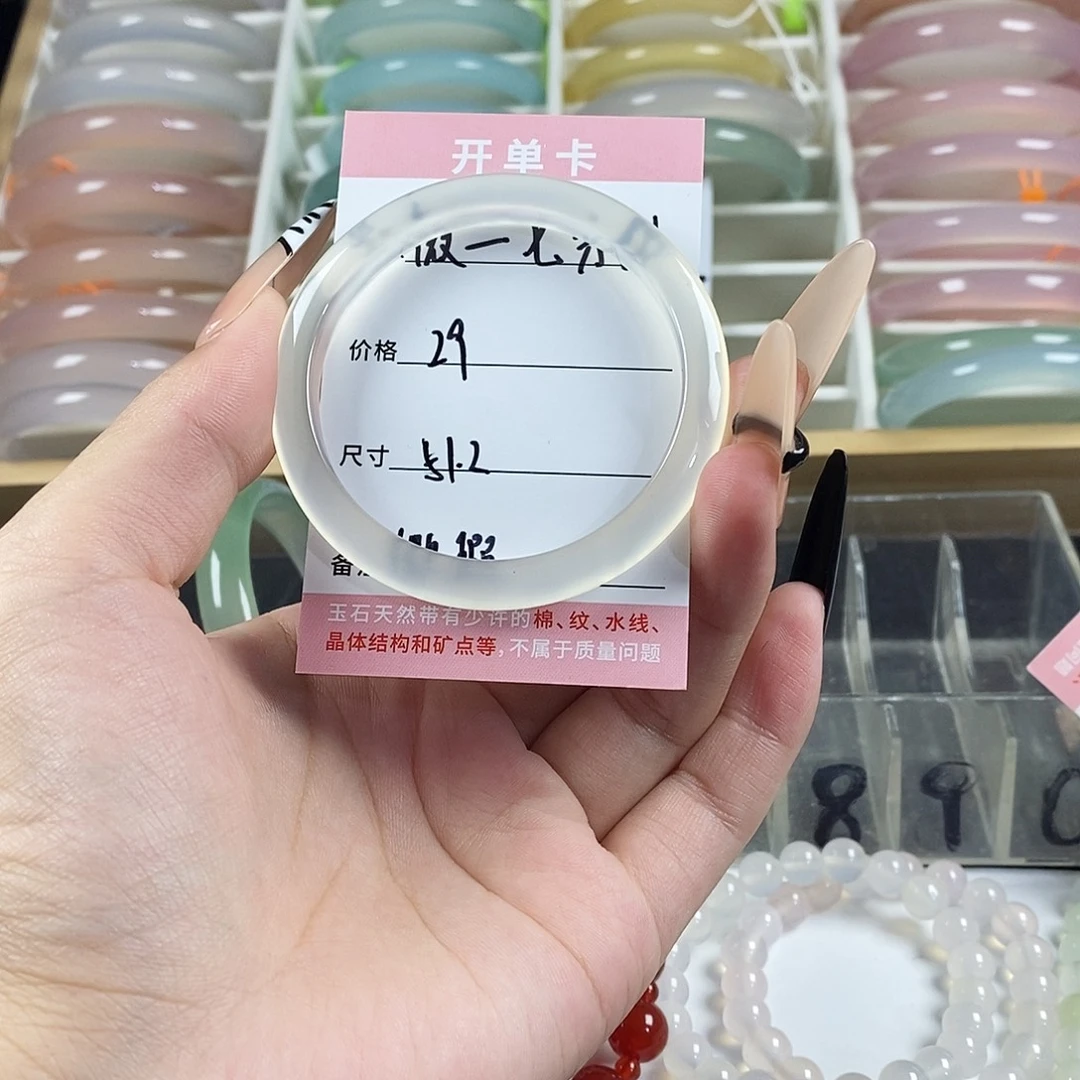 开单卡
做一
价格 29
尺寸 51.2
备
玉石天然带有少许的棉、纹、水线、
晶体结构和矿点等，不属于质量问题
8 9